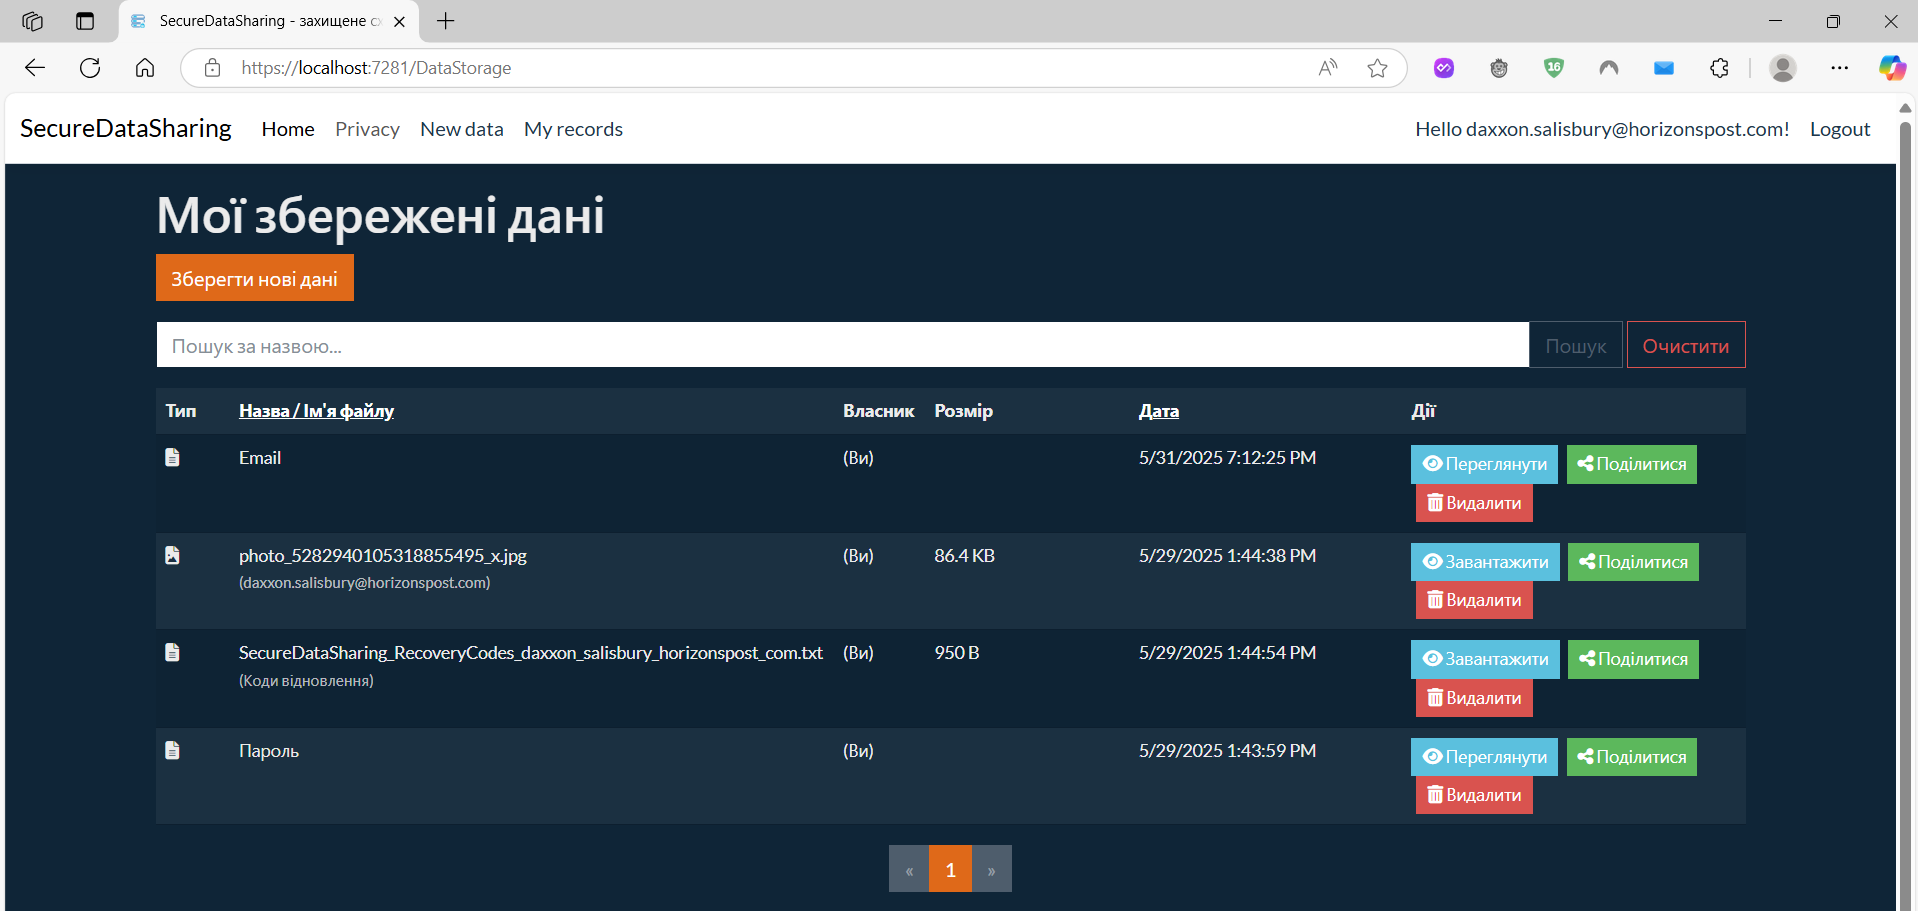 SecureDataSharing - захищене сх
https://localhost:7281/DataStorage
16
SecureDataSharing Home Privacy New data My records Hello daxxon.salisbury@horizonspost.com! Logout
Мої збережені дані
Зберегти нові дані
Пошук за назвою... Пошук Очистити
Тип Назва / Ім'я файлу Власник Розмір Дата Дії
Email (Ви) 5/31/2025 7:12:25 PM Переглянути Поділитися
Видалити
photo_5282940105318855495_x.jpg (Ви) 86.4 KB 5/29/2025 1:44:38 PM Завантажити Поділитися
(daxxon.salisbury@horizonspost.com)
Видалити
SecureDataSharing_RecoveryCodes_daxxon_salisbury_horizonspost_com.txt (Ви) 950 B 5/29/2025 1:44:54 PM Завантажити Поділитися
(Коди відновлення)
Видалити
Пароль (Ви) 5/29/2025 1:43:59 PM Переглянути Поділитися
Видалити
« 1 »